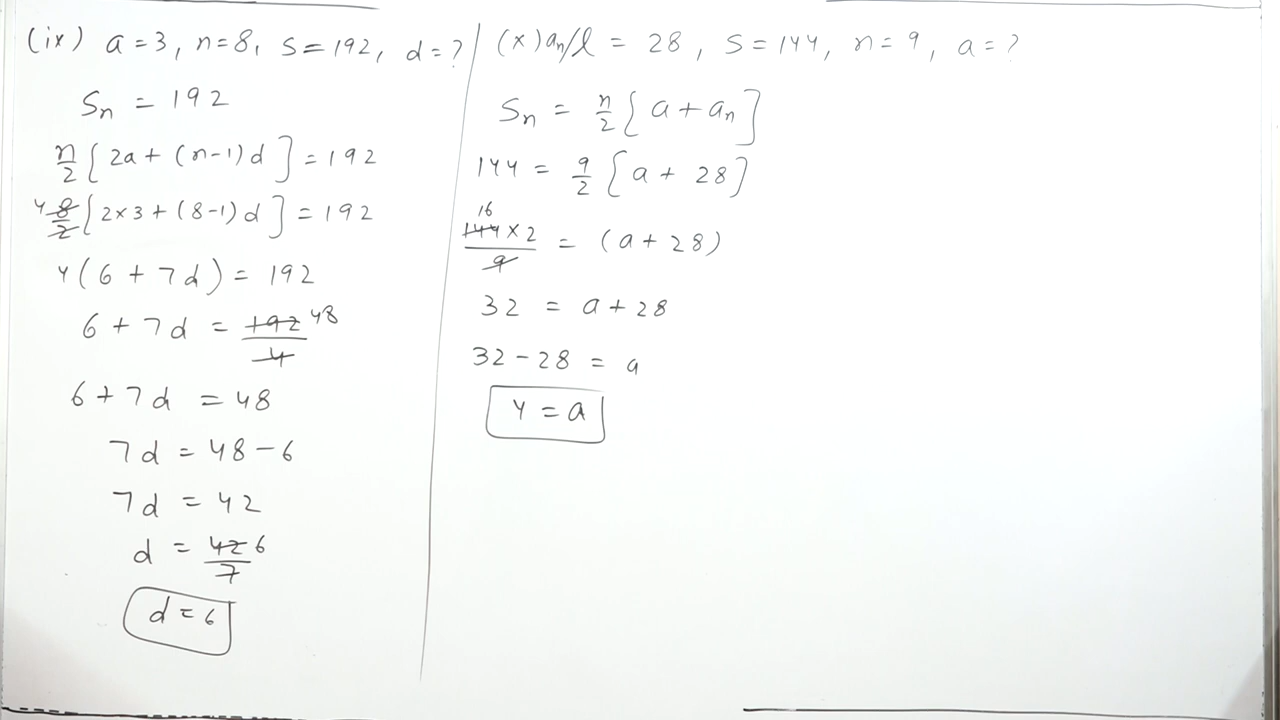 (ix) a = 3, n = 8, S = 192, d = ?
Sn = 192
n/2 [2a + (n-1)d] = 192
4 8/2 [2×3 + (8-1)d] = 192
4(6 + 7d) = 192
6 + 7d = 192/4 48
6 + 7d = 48
7d = 48 - 6
7d = 42
d = 42/7 6
d = 6
(x) an/l = 28, S = 144, n = 9, a = ?
Sn = n/2 [a + an]
144 = 9/2 [a + 28]
16
144 × 2/9 = (a + 28)
32 = a + 28
32 - 28 = a
4 = a